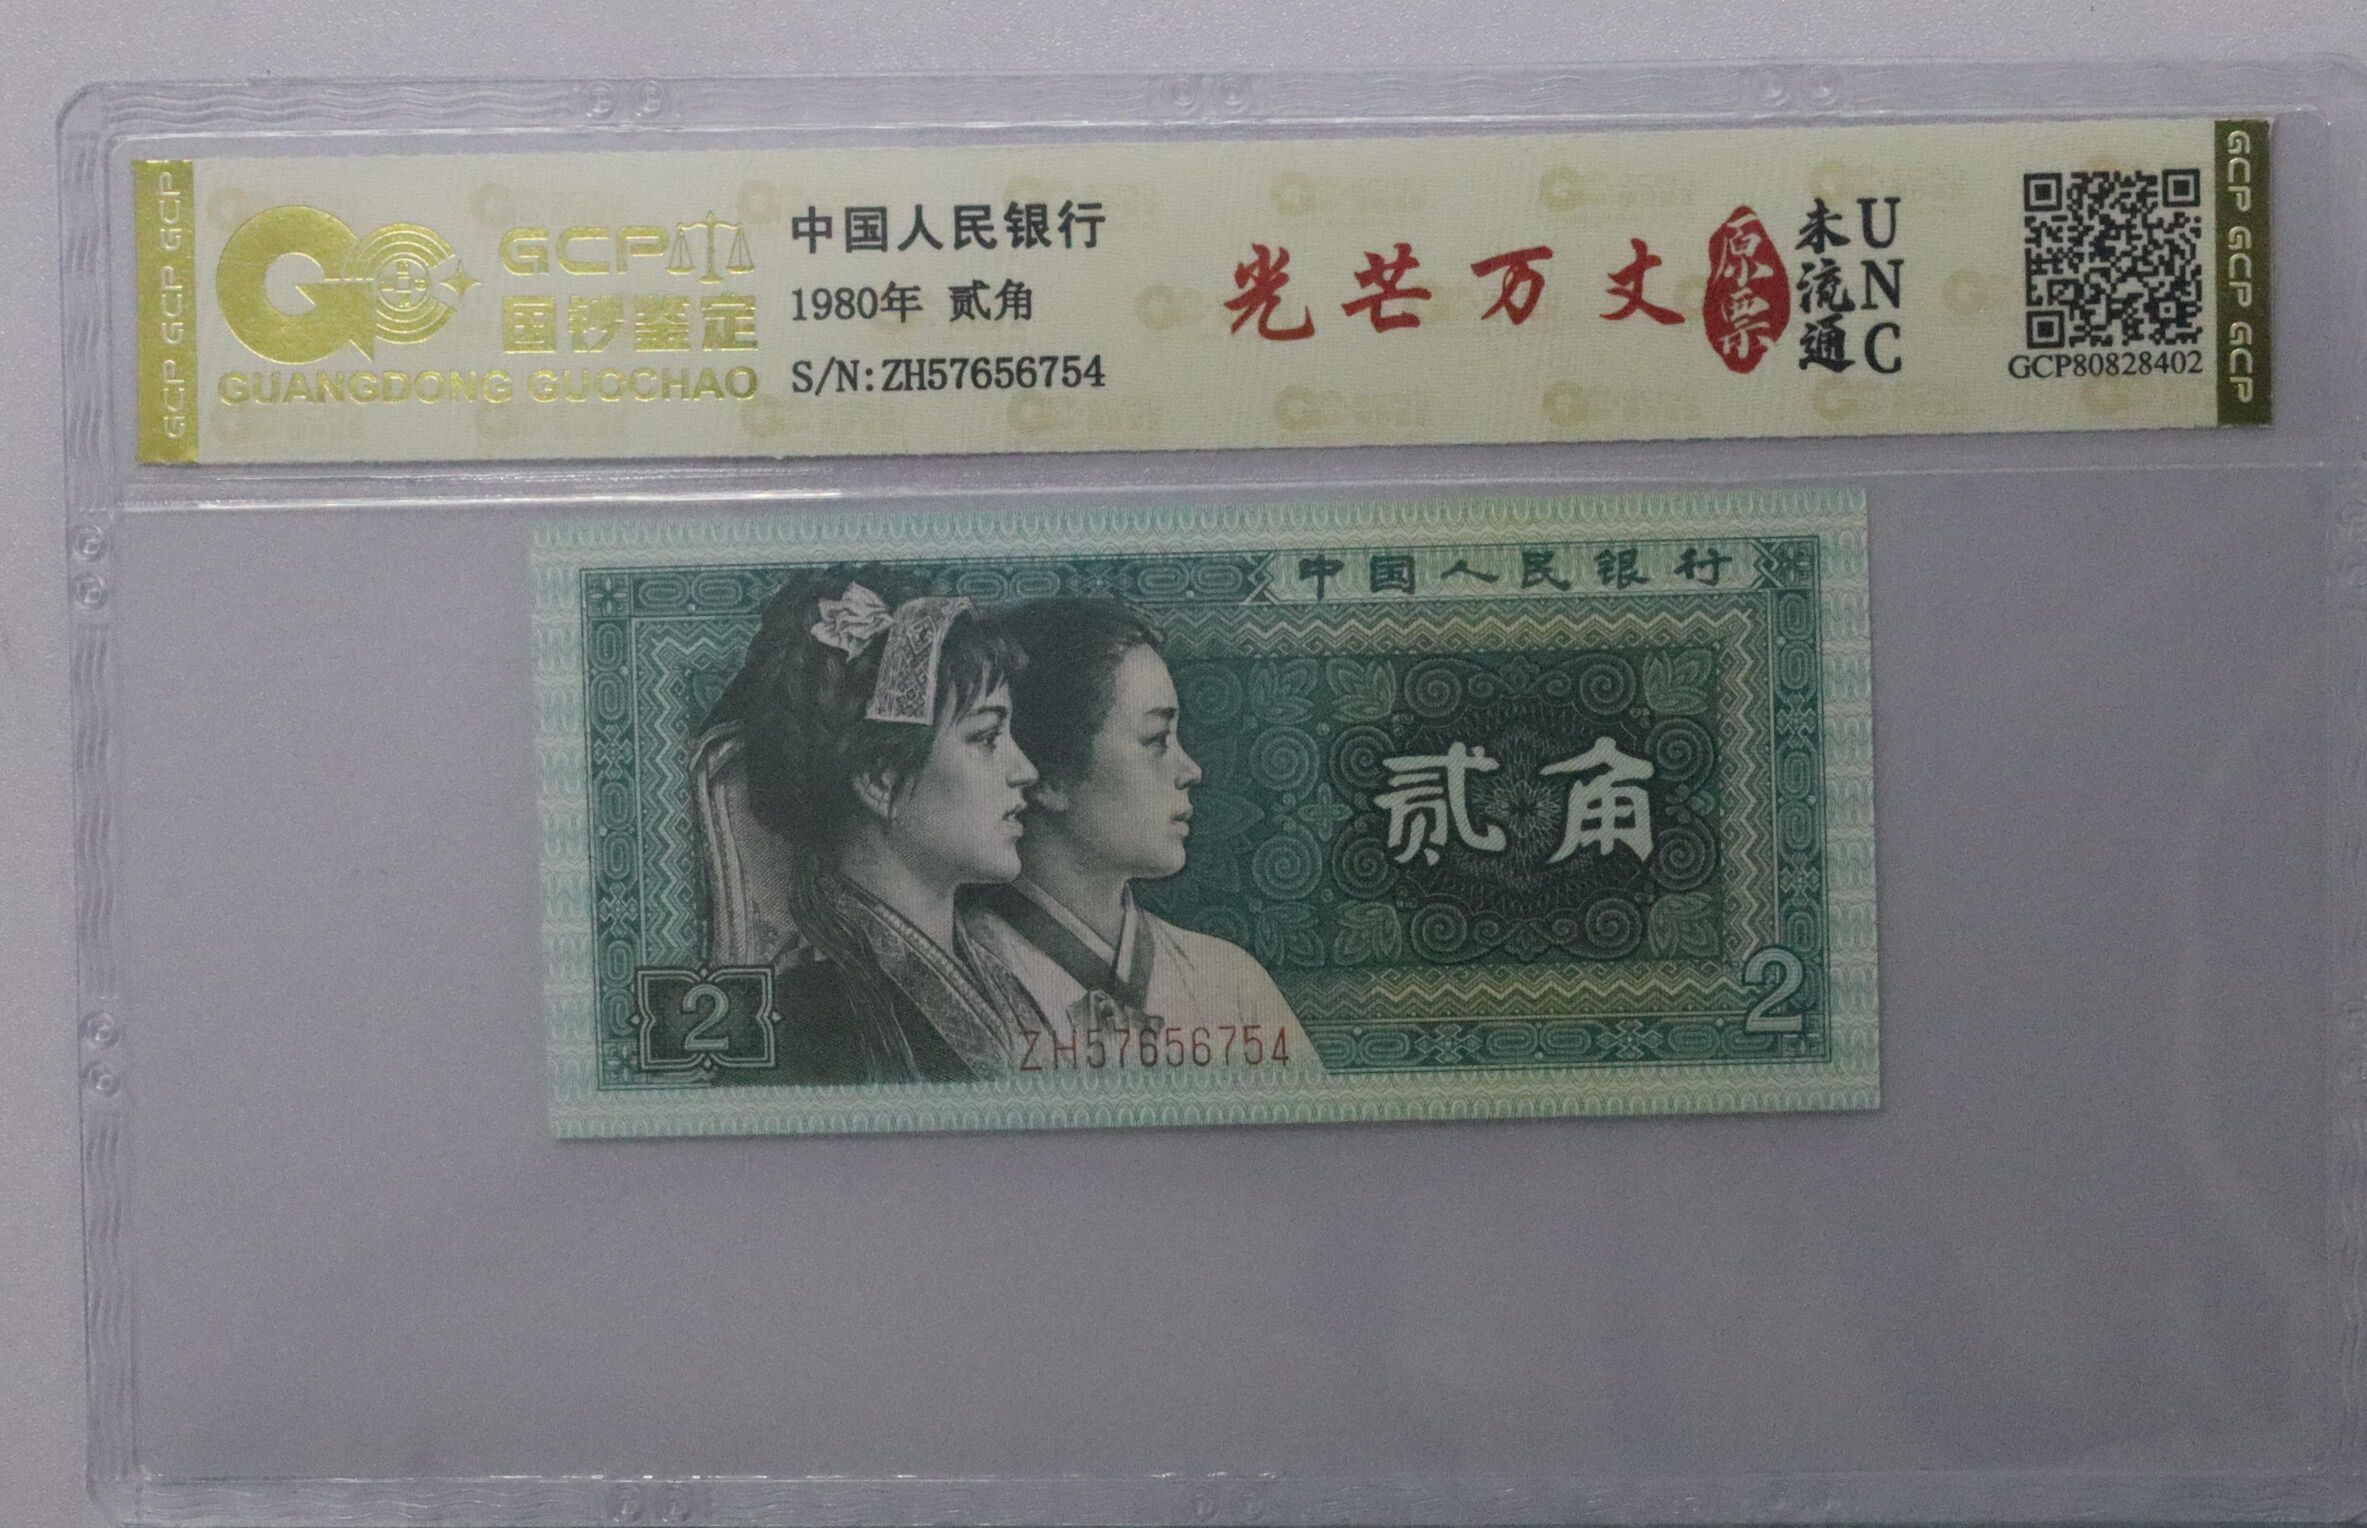 GCP GCP GCP
GCP
国钞鉴定
GUANGDONG GUOCHAO
中国人民银行
1980年 贰角
S/N:ZH57656754
光芒万丈
原票
未流通
UNC
GCP80828402
GCP GCP GCP
中国人民银行
贰角
2
2
ZH57656754